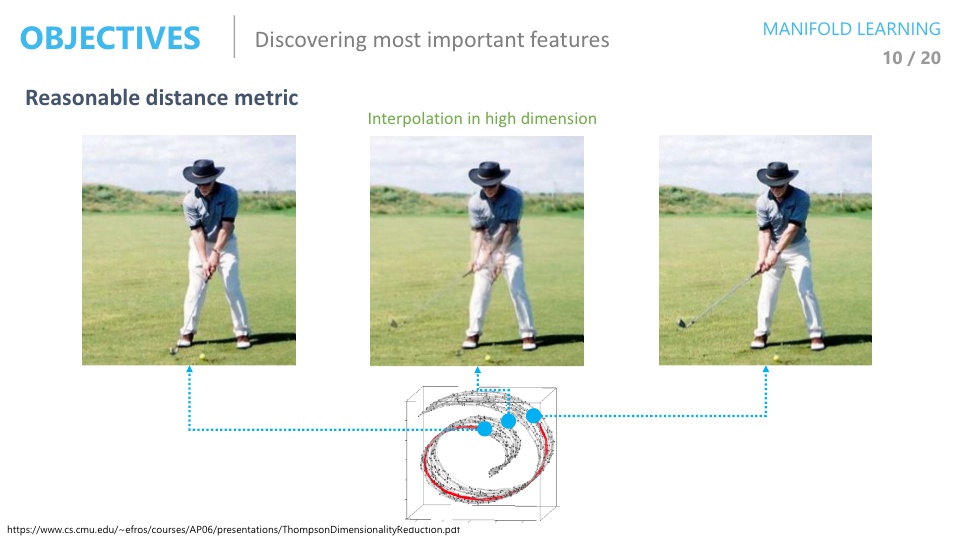 OBJECTIVES
Discovering most important features
MANIFOLD LEARNING
10 / 20
Reasonable distance metric
Interpolation in high dimension
https://www.cs.cmu.edu/~efros/courses/AP06/presentations/ThompsonDimensionalityReduction.pdf